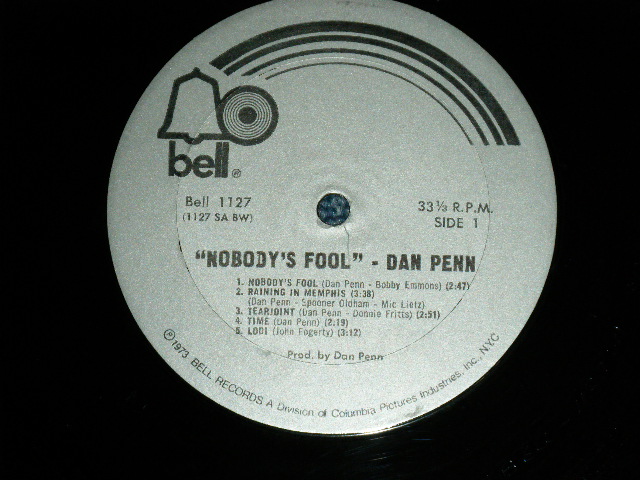 bell®
Bell 1127
(1127 SA BW)
33⅓ R.P.M.
SIDE 1
"NOBODY'S FOOL" - DAN PENN
1. NOBODY'S FOOL (Dan Penn - Bobby Emmons) (2:47)
2. RAINING IN MEMPHIS (3:38)
(Dan Penn - Spooner Oldham - Mic Lietz)
3. TEARJOINT (Dan Penn - Donnie Fritts) (2:51)
4. TIME (Dan Penn) (2:19)
5. LODI (John Fogerty) (3:12)
Prod. by Dan Penn
℗1973 BELL RECORDS A Division of Columbia Pictures Industries, Inc., N.Y.C.